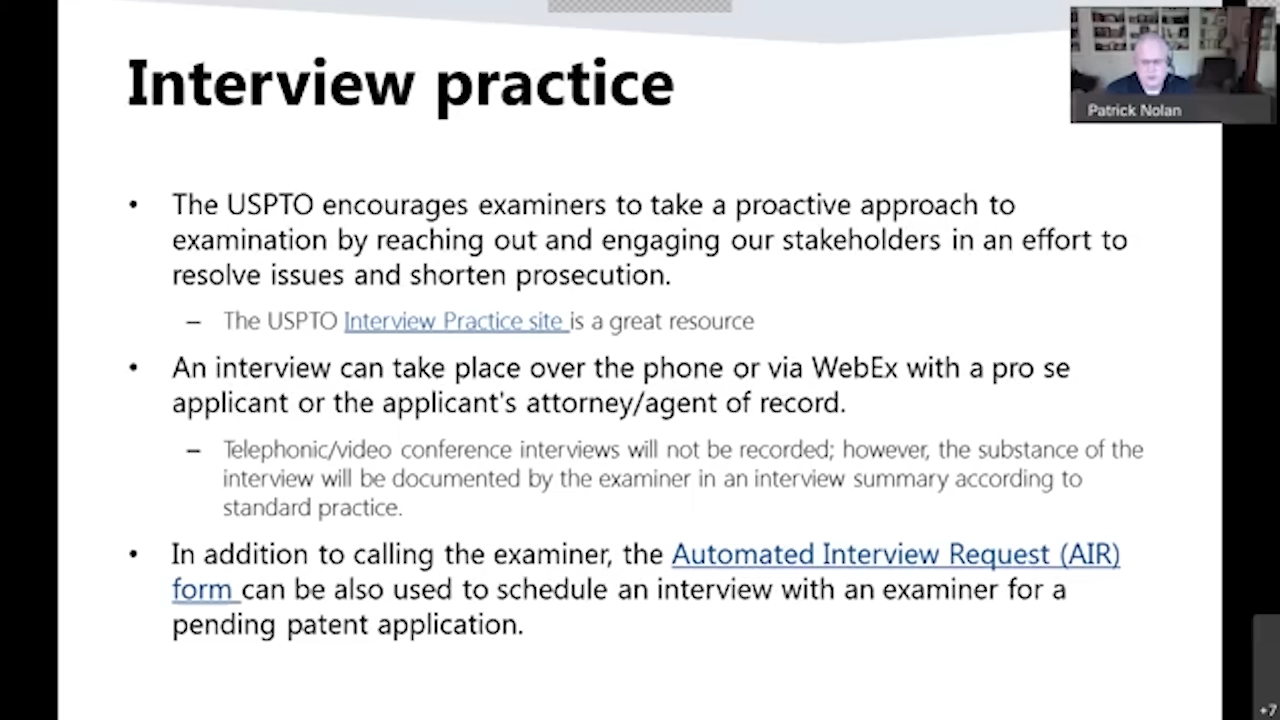 Interview practice
Patrick Nolan
• The USPTO encourages examiners to take a proactive approach to
examination by reaching out and engaging our stakeholders in an effort to
resolve issues and shorten prosecution.
– The USPTO Interview Practice site is a great resource
• An interview can take place over the phone or via WebEx with a pro se
applicant or the applicant's attorney/agent of record.
– Telephonic/video conference interviews will not be recorded; however, the substance of the
interview will be documented by the examiner in an interview summary according to
standard practice.
• In addition to calling the examiner, the Automated Interview Request (AIR)
form can be also used to schedule an interview with an examiner for a
pending patent application.
+7